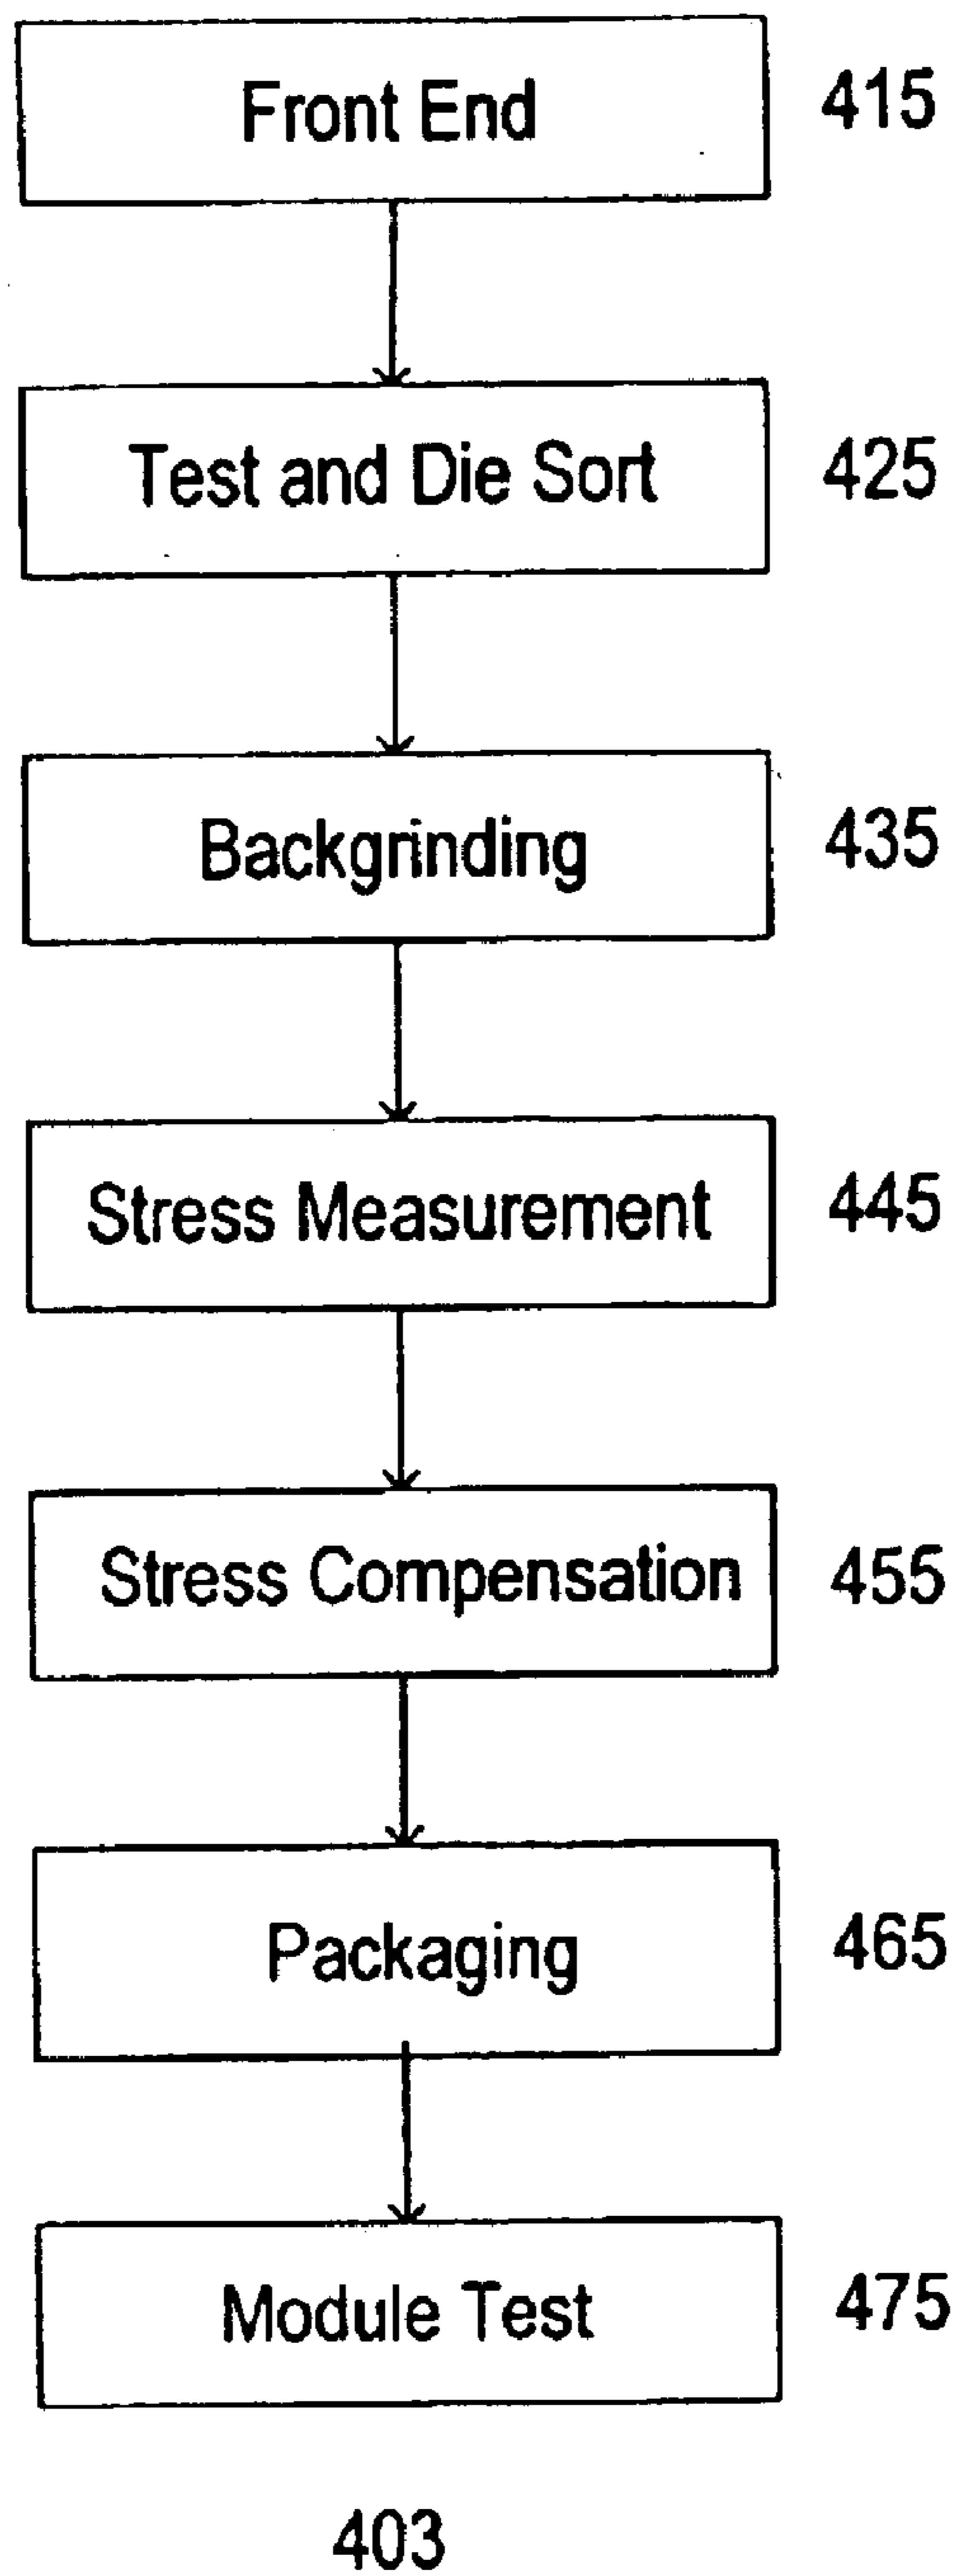 Front End 415
Test and Die Sort 425
Backgrinding 435
Stress Measurement 445
Stress Compensation 455
Packaging 465
Module Test 475
403